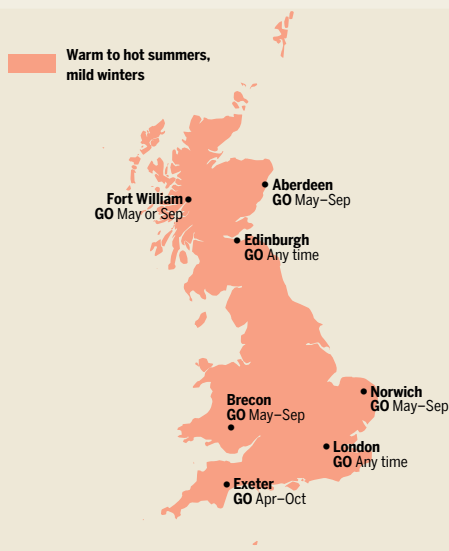 Warm to hot summers,
mild winters
Aberdeen
GO May–Sep
Fort William
GO May or Sep
Edinburgh
GO Any time
Norwich
GO May–Sep
Brecon
GO May–Sep
London
GO Any time
Exeter
GO Apr–Oct